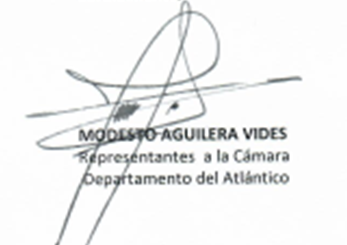 MODESTO AGUILERA VIDES
Representantes a la Cámara
Departamento del Atlántico